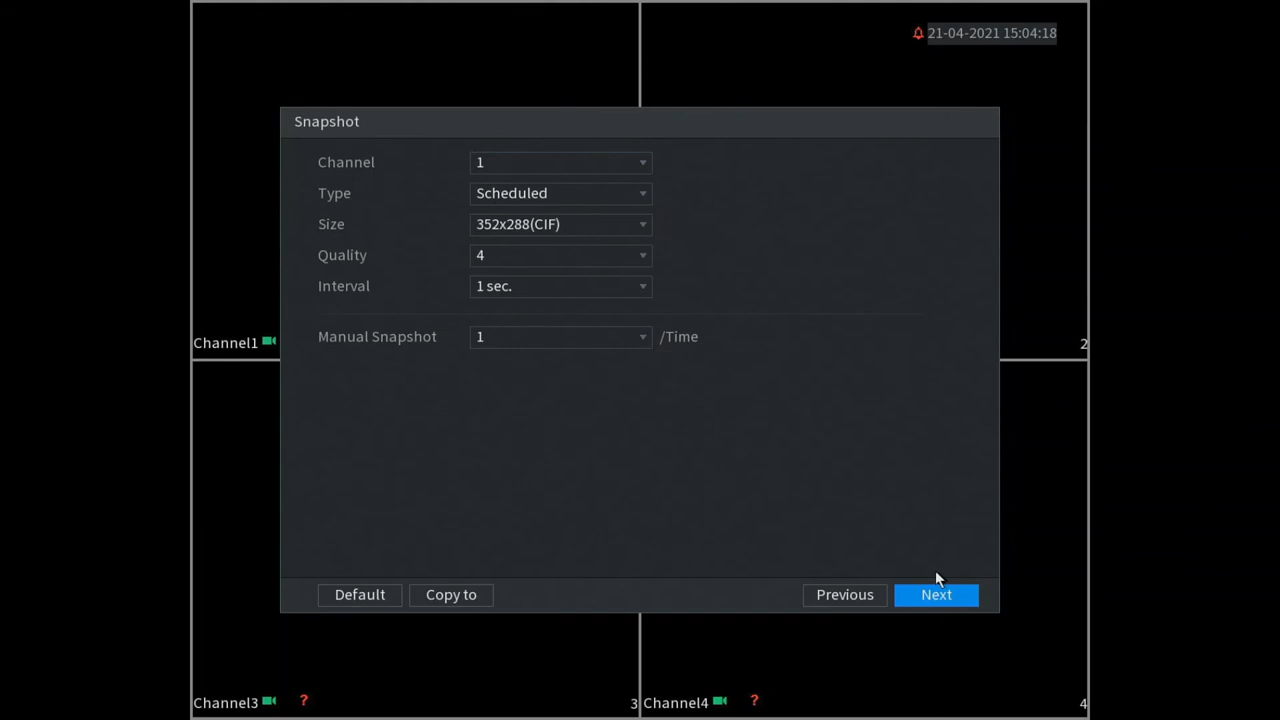 21-04-2021 15:04:18
Snapshot
Channel 1
Type Scheduled
Size 352x288(CIF)
Quality 4
Interval 1 sec.
Manual Snapshot 1 /Time
Channel1
2
Default Copy to Previous Next
Channel3 ? 3
Channel4 ? 4